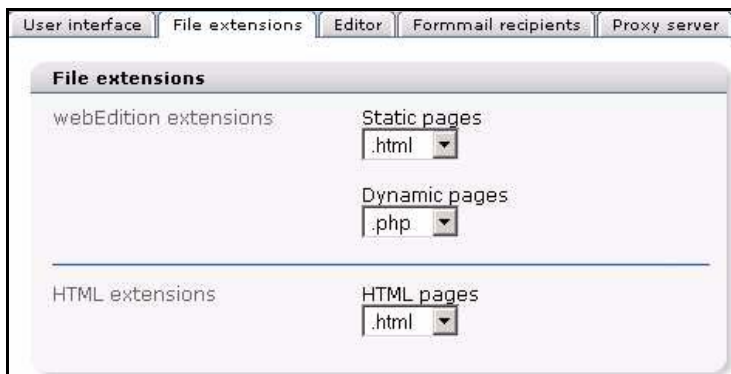 User interface File extensions Editor Formmail recipients Proxy server
File extensions
webEdition extensions Static pages
.html
Dynamic pages
.php
HTML extensions HTML pages
.html